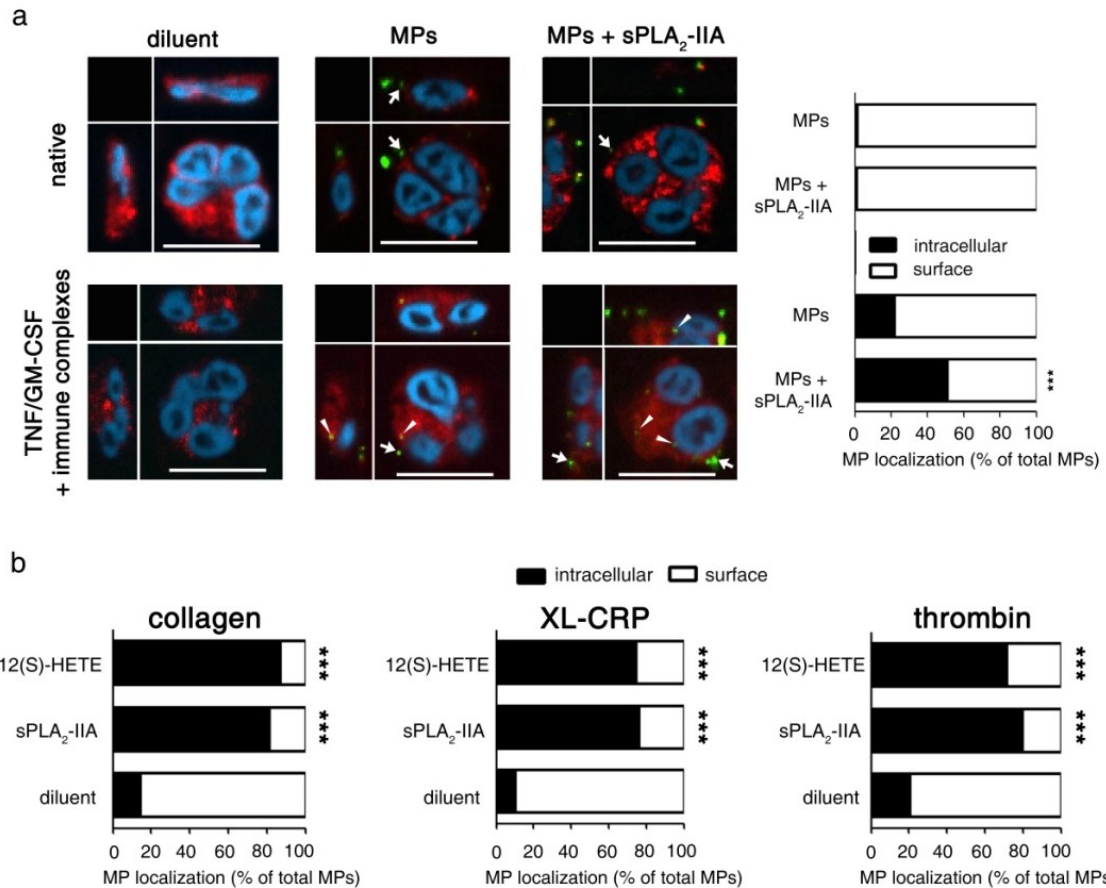 a
diluent
MPs
MPs + sPLA₂-IIA
native
TNF/GM-CSF
+ immune complexes
MPs
MPs +
sPLA₂-IIA
intracellular
surface
MPs
MPs +
sPLA₂-IIA
***
0 20 40 60 80 100
MP localization (% of total MPs)
b
intracellular surface
collagen
12(S)-HETE
***
sPLA₂-IIA
***
diluent
0 20 40 60 80 100
MP localization (% of total MPs)
XL-CRP
12(S)-HETE
***
sPLA₂-IIA
***
diluent
0 20 40 60 80 100
MP localization (% of total MPs)
thrombin
12(S)-HETE
***
sPLA₂-IIA
***
diluent
0 20 40 60 80 100
MP localization (% of total MPs